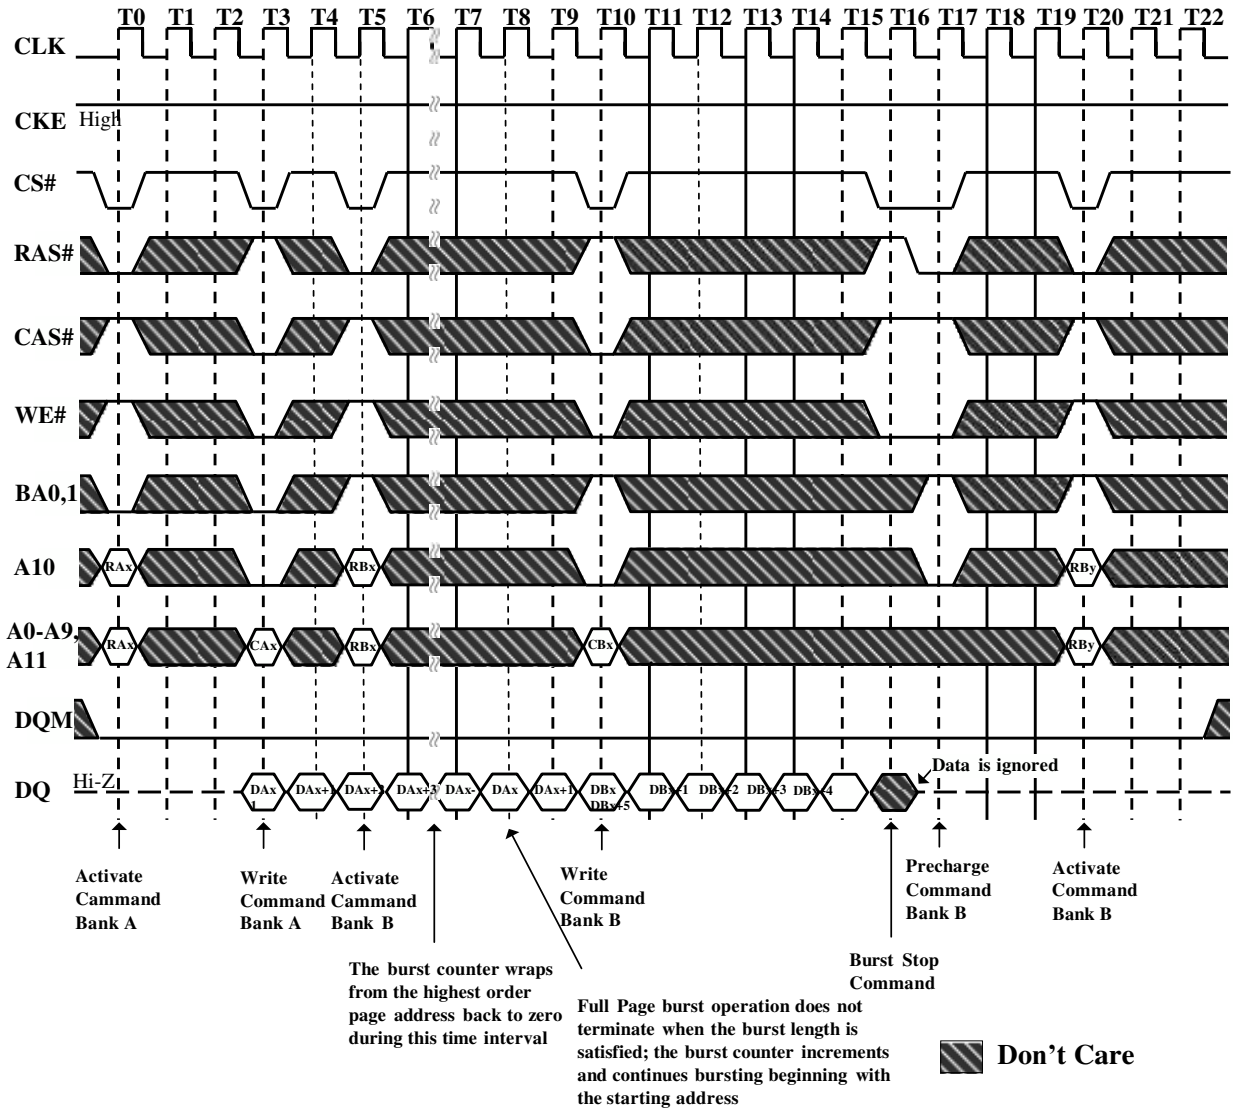 T0 T1 T2 T3 T4 T5 T6 T7 T8 T9 T10 T11 T12 T13 T14 T15 T16 T17 T18 T19 T20 T21 T22
CLK
CKE High
CS#
RAS#
CAS#
WE#
BA0,1
A10 RAx RBx RBy
A0-A9,
A11
RAx CAx RBx CBx RBy
DQM
DQ Hi-Z DAx DAx+1 DAx+2 DAx+3 DAx- DAx DAx+1 DBx DBx+1 DBx+2 DBx+3 DBx+4
1 DBx+5
Data is ignored
Activate
Cammand
Bank A
Write
Command
Bank A
Activate
Cammand
Bank B
Write
Command
Bank B
Precharge
Command
Bank B
Activate
Command
Bank B
Burst Stop
Command
The burst counter wraps
from the highest order
page address back to zero
during this time interval
Full Page burst operation does not
terminate when the burst length is
satisfied; the burst counter increments
and continues bursting beginning with
the starting address
Don't Care